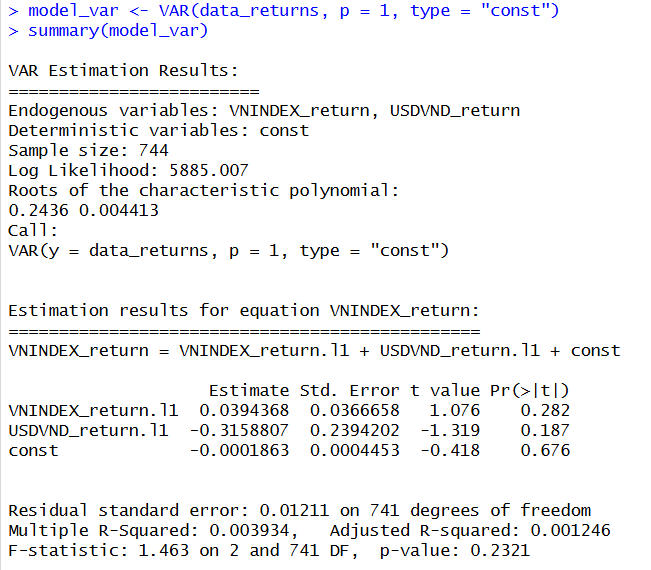 > model_var <- VAR(data_returns, p = 1, type = "const")
> summary(model_var)
VAR Estimation Results:
=========================
Endogenous variables: VNINDEX_return, USDVND_return
Deterministic variables: const
Sample size: 744
Log Likelihood: 5885.007
Roots of the characteristic polynomial:
0.2436 0.004413
Call:
VAR(y = data_returns, p = 1, type = "const")
Estimation results for equation VNINDEX_return:
===============================================
VNINDEX_return = VNINDEX_return.l1 + USDVND_return.l1 + const
Estimate Std. Error t value Pr(>|t|)
VNINDEX_return.l1 0.0394368 0.0366658 1.076 0.282
USDVND_return.l1 -0.3158807 0.2394202 -1.319 0.187
const -0.0001863 0.0004453 -0.418 0.676
Residual standard error: 0.01211 on 741 degrees of freedom
Multiple R-Squared: 0.003934, Adjusted R-squared: 0.001246
F-statistic: 1.463 on 2 and 741 DF, p-value: 0.2321